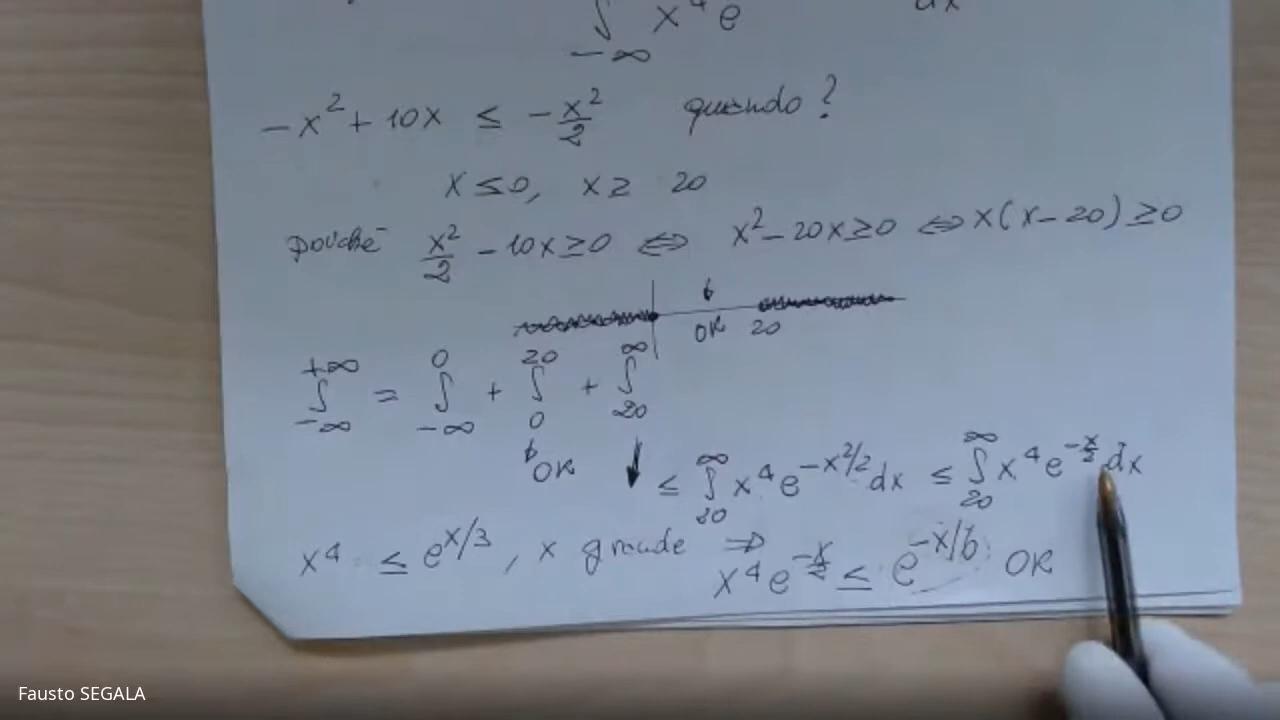 ∫ x⁴ e dx
−∞
−x² + 10x ≤ −x²/2 quando?
x ≤ 0, x ≥ 20
poiché x²/2 − 10x ≥ 0 ⇔ x² − 20x ≥ 0 ⇔ x(x − 20) ≥ 0
OK 20
∫_{−∞}^{+∞} = ∫_{−∞}^{0} + ∫_{0}^{20} + ∫_{20}^{∞}
OK ≤ ∫_{20}^{∞} x⁴ e^{−x²/2} dx ≤ ∫_{20}^{∞} x⁴ e^{−x/2} dx
x⁴ ≤ e^{x/3}, x grande ⇒ x⁴ e^{−x/2} ≤ e^{−x/6} OK
Fausto SEGALA